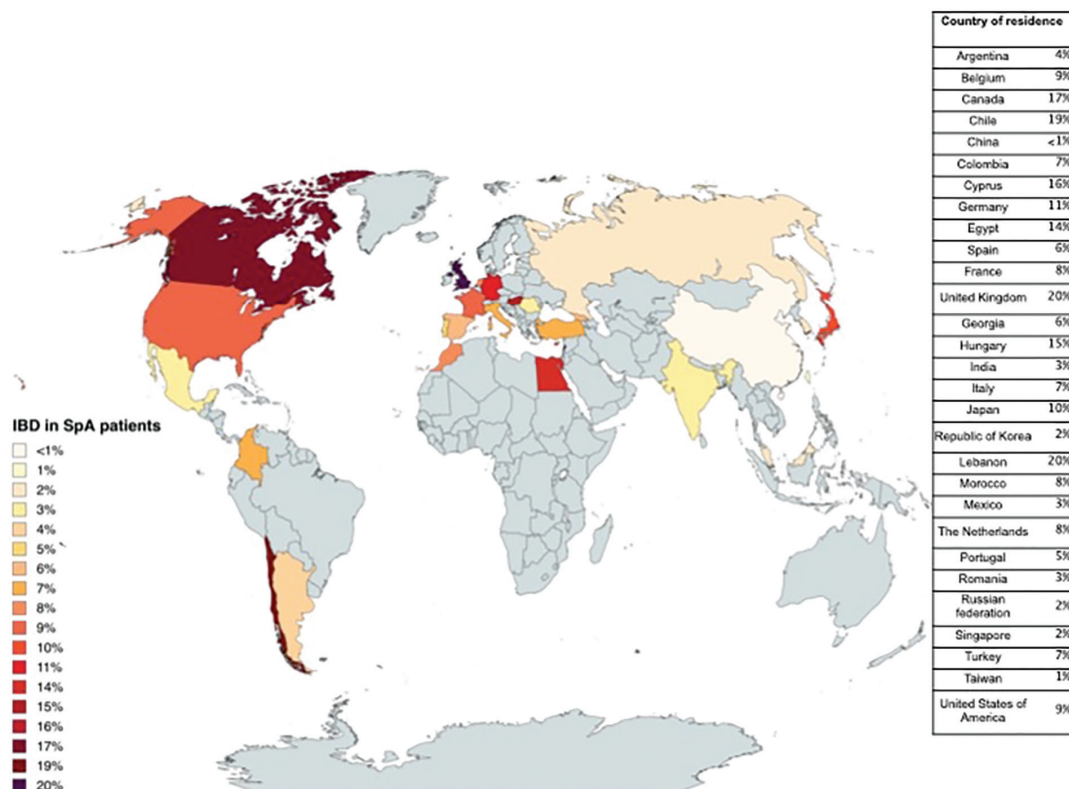 Country of residence
Argentina 4%
Belgium 9%
Canada 17%
Chile 19%
China <1%
Colombia 7%
Cyprus 16%
Germany 11%
Egypt 14%
Spain 6%
France 8%
United Kingdom 20%
Georgia 6%
Hungary 15%
India 3%
Italy 7%
Japan 10%
Republic of Korea 2%
Lebanon 20%
Morocco 8%
Mexico 3%
The Netherlands 8%
Portugal 5%
Romania 3%
Russian
federation 2%
Singapore 2%
Turkey 7%
Taiwan 1%
United States of
America 9%
IBD in SpA patients
<1%
1%
2%
3%
4%
5%
6%
7%
8%
9%
10%
11%
14%
15%
16%
17%
19%
20%